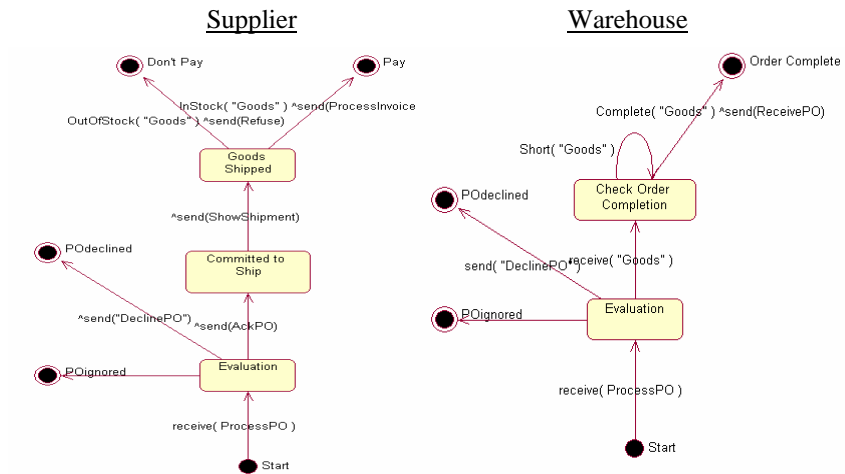 Supplier
Don't Pay
Pay
InStock( "Goods" ) ^send(ProcessInvoice
OutOfStock( "Goods" ) ^send(Refuse)
Goods
Shipped
^send(ShowShipment)
POdeclined
Committed to
Ship
^send("DeclinePO")
^send(AckPO)
POignored
Evaluation
receive( ProcessPO )
Start
Warehouse
Order Complete
Complete( "Goods" ) ^send(ReceivePO)
Short( "Goods" )
POdeclined
Check Order
Completion
send( "DeclinePO" )
receive( "Goods" )
POignored
Evaluation
receive( ProcessPO )
Start